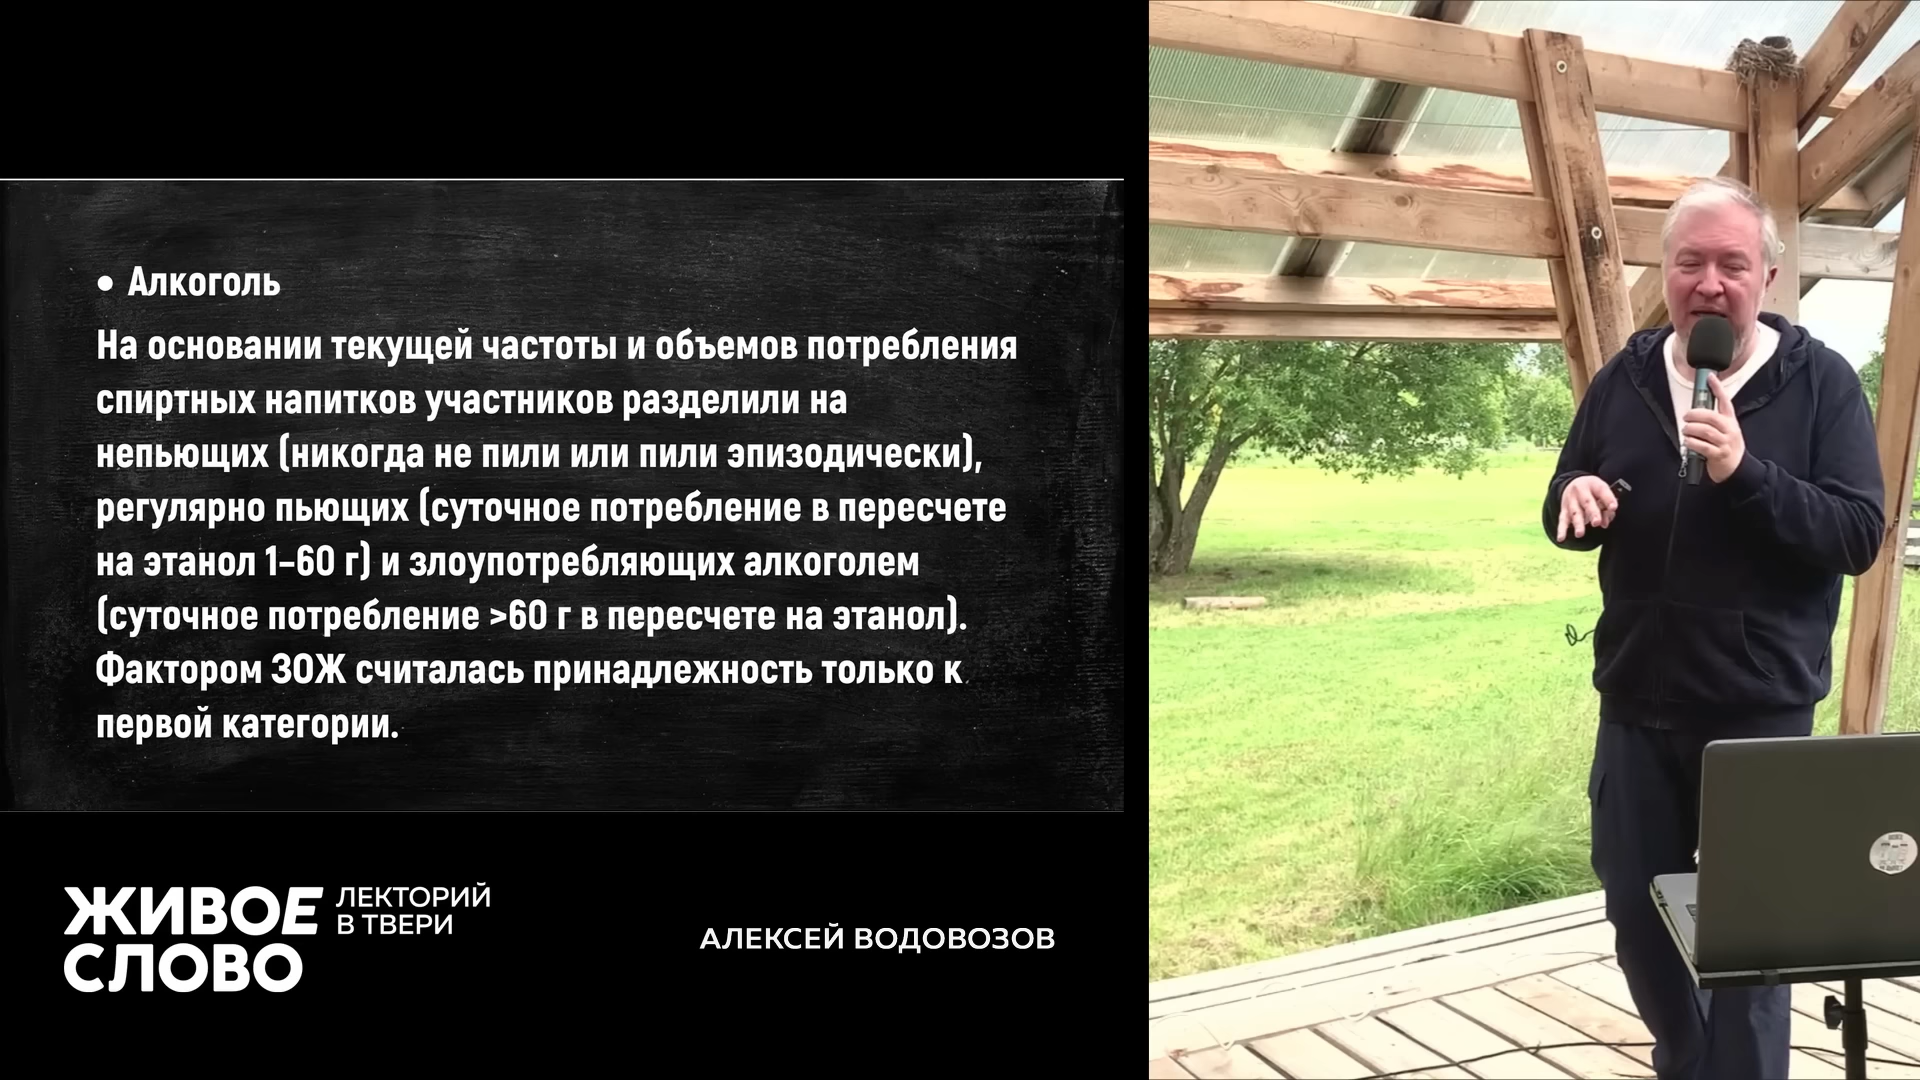 • Алкоголь
На основании текущей частоты и объемов потребления
спиртных напитков участников разделили на
непьющих (никогда не пили или пили эпизодически),
регулярно пьющих (суточное потребление в пересчете
на этанол 1–60 г) и злоупотребляющих алкоголем
(суточное потребление >60 г в пересчете на этанол).
Фактором ЗОЖ считалась принадлежность только к
первой категории.
ЖИВОЕ
СЛОВО
ЛЕКТОРИЙ
В ТВЕРИ
АЛЕКСЕЙ ВОДОВОЗОВ